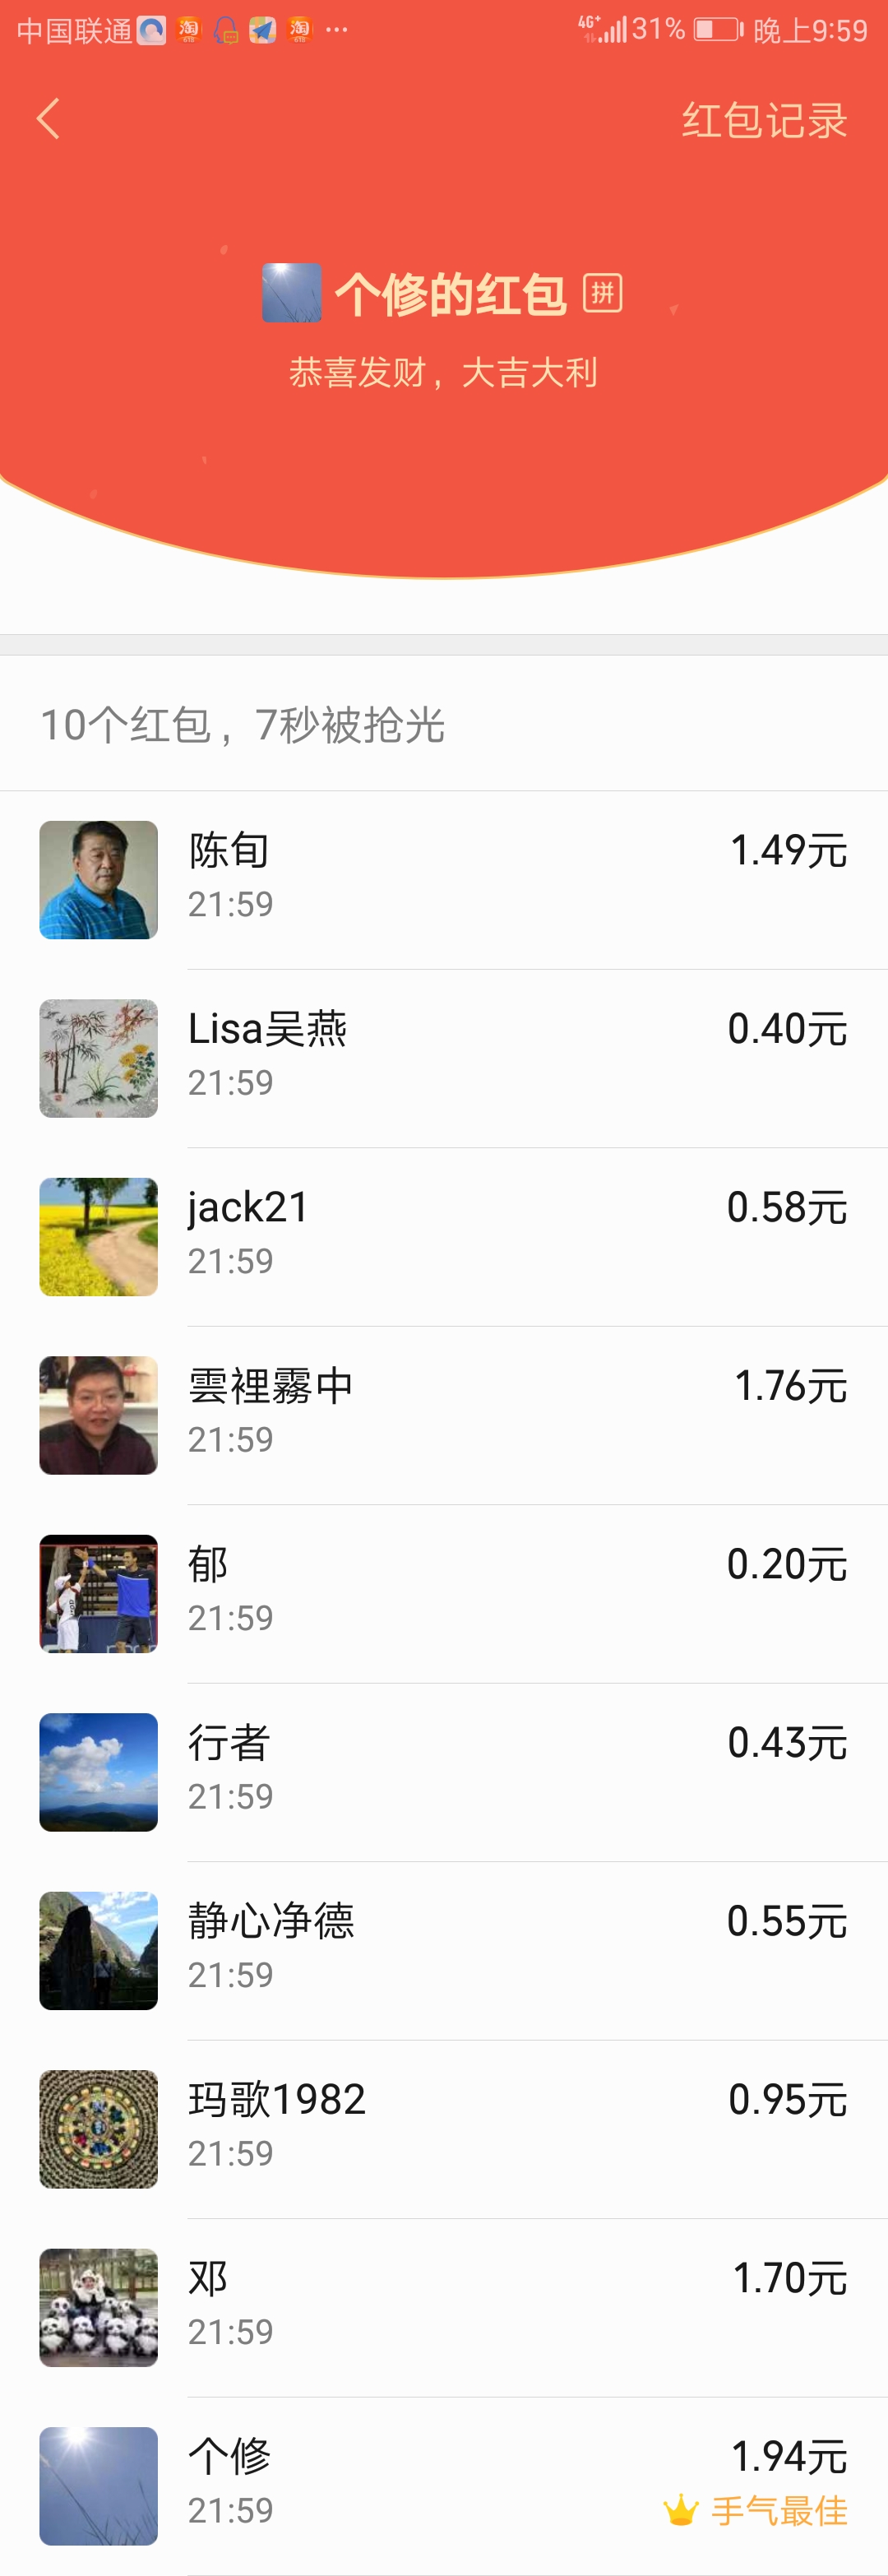 中国联通 ··· 4G+ 31% 晚上9:59
红包记录
个修的红包 拼
恭喜发财，大吉大利
10个红包，7秒被抢光
陈旬 1.49元
21:59
Lisa吴燕 0.40元
21:59
jack21 0.58元
21:59
雲裡霧中 1.76元
21:59
郁 0.20元
21:59
行者 0.43元
21:59
静心净德 0.55元
21:59
玛歌1982 0.95元
21:59
邓 1.70元
21:59
个修 1.94元
21:59 手气最佳